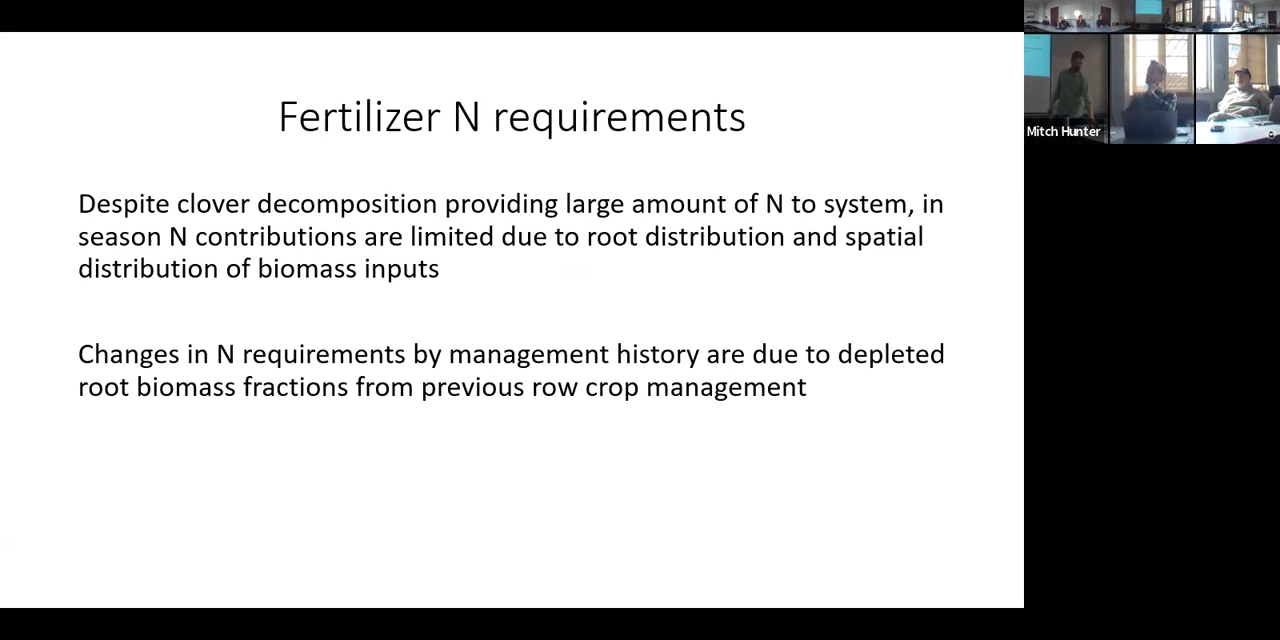 Fertilizer N requirements
Despite clover decomposition providing large amount of N to system, in
season N contributions are limited due to root distribution and spatial
distribution of biomass inputs
Changes in N requirements by management history are due to depleted
root biomass fractions from previous row crop management
Mitch Hunter